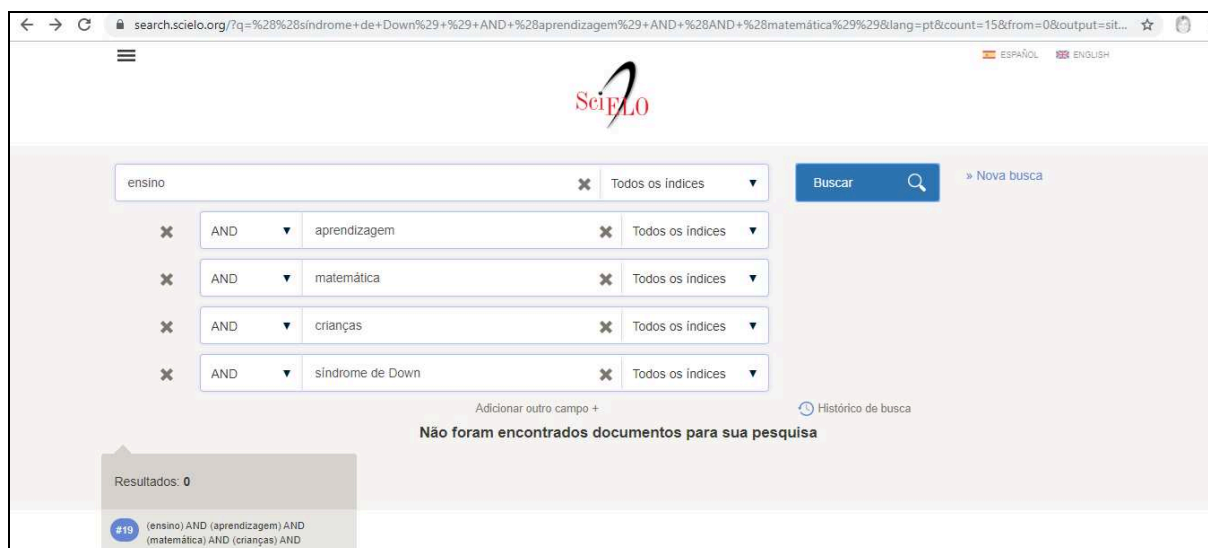 search.scielo.org/?q=%28%28síndrome+de+Down%29+%29+AND+%28aprendizagem%29+AND+%28AND+%28matemática%29%29&lang=pt&count=15&from=0&output=sit...
ESPAÑOL ENGLISH
SciELO
ensino Todos os índices Buscar » Nova busca
AND aprendizagem Todos os índices
AND matemática Todos os índices
AND crianças Todos os índices
AND síndrome de Down Todos os índices
Adicionar outro campo + Histórico de busca
Não foram encontrados documentos para sua pesquisa
Resultados: 0
#19 (ensino) AND (aprendizagem) AND
(matemática) AND (crianças) AND